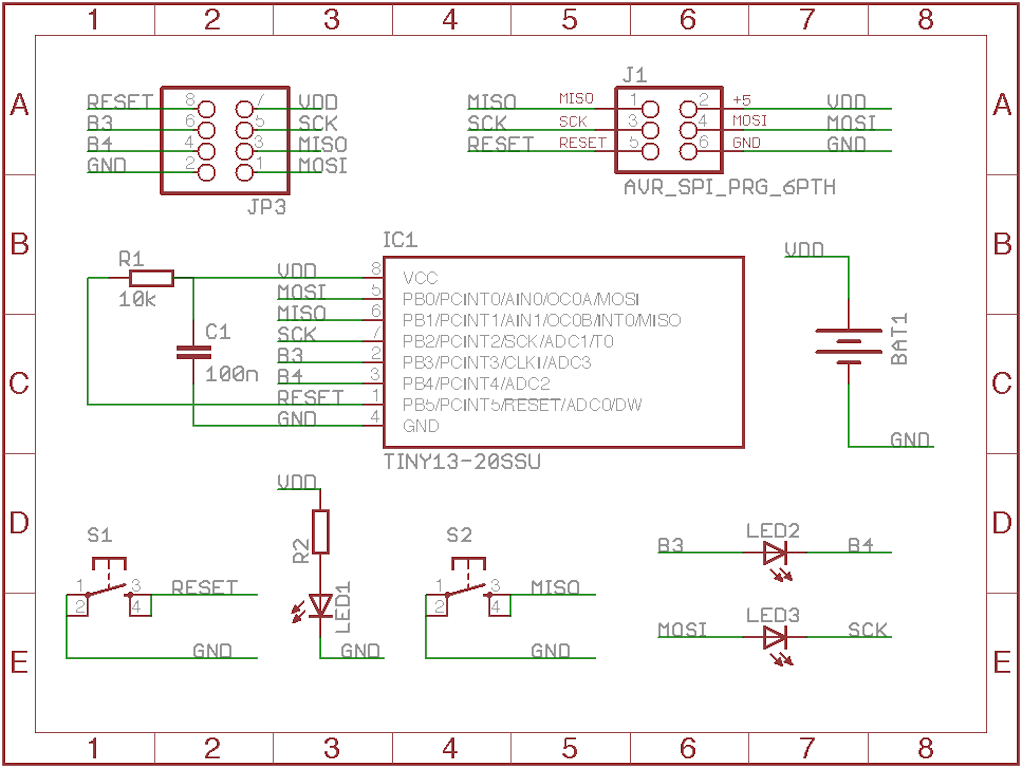 1 2 3 4 5 6 7 8
A A
J1
RESET 8 7 VDD
B3 6 5 SCK
B4 4 3 MISO
GND 2 1 MOSI
JP3
MISO MISO 1 2 +5 VDD
SCK SCK 3 4 MOSI MOSI
RESET RESET 5 6 GND GND
AVR_SPI_PRG_6PTH
B B
IC1
VDD
R1
10k
VDD 8 VCC
MOSI 5 PB0/PCINT0/AIN0/OC0A/MOSI
MISO 6 PB1/PCINT1/AIN1/OC0B/INT0/MISO
SCK 7 PB2/PCINT2/SCK/ADC1/T0
B3 2 PB3/PCINT3/CLKI/ADC3
B4 3 PB4/PCINT4/ADC2
RESET 1 PB5/PCINT5/RESET/ADC0/DW
GND 4 GND
C1
100n
BAT1
C C
GND
TINY13-20SSU
D D
VDD
R2
LED1
GND
S1
1 3 RESET
2 4
GND
S2
1 3 MISO
2 4
GND
LED2
B3 B4
LED3
MOSI SCK
E E
1 2 3 4 5 6 7 8